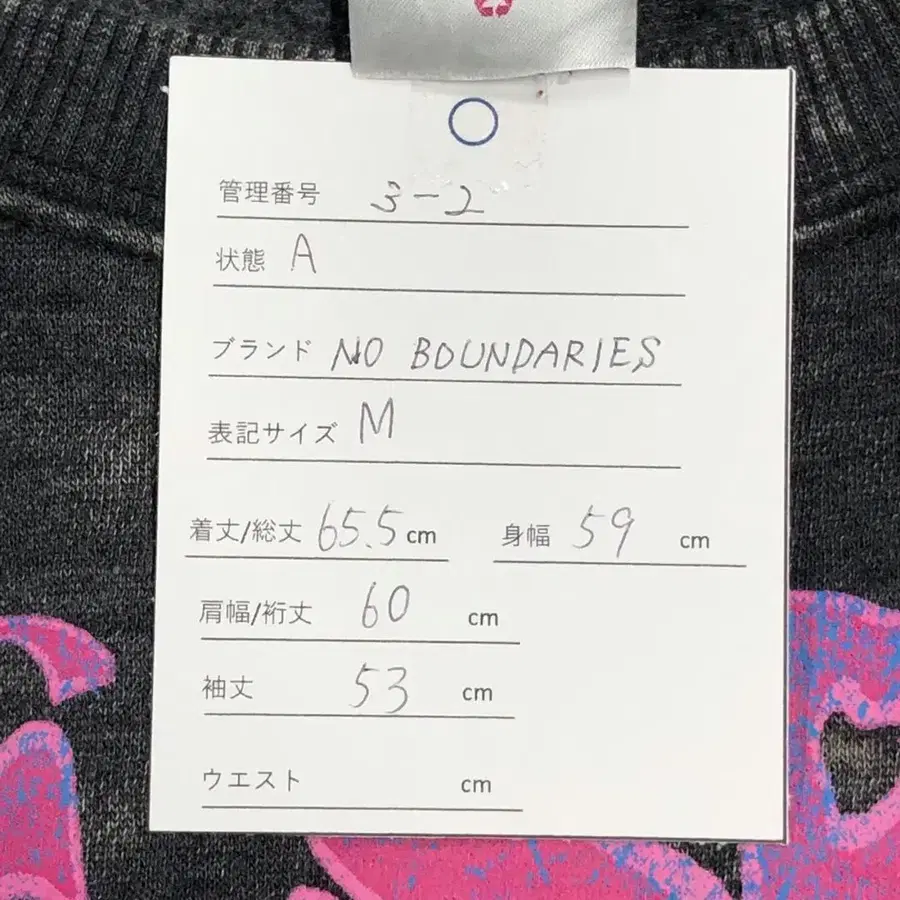 管理番号 3-2
状態 A
ブランド NO BOUNDARIES
表記サイズ M
着丈/総丈 65.5 cm 身幅 59 cm
肩幅/裄丈 60 cm
袖丈 53 cm
ウエスト cm